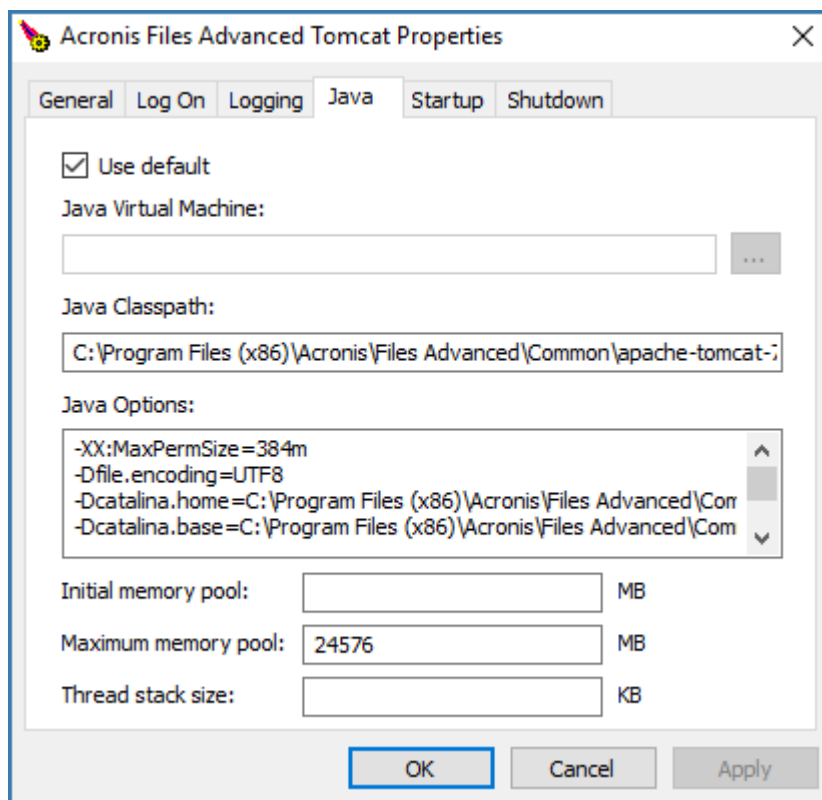 Acronis Files Advanced Tomcat Properties
General Log On Logging Java Startup Shutdown
Use default
Java Virtual Machine:
...
Java Classpath:
C:\Program Files (x86)\Acronis\Files Advanced\Common\apache-tomcat-7
Java Options:
-XX:MaxPermSize=384m
-Dfile.encoding=UTF8
-Dcatalina.home=C:\Program Files (x86)\Acronis\Files Advanced\Com
-Dcatalina.base=C:\Program Files (x86)\Acronis\Files Advanced\Com
Initial memory pool: MB
Maximum memory pool: 24576 MB
Thread stack size: KB
OK Cancel Apply